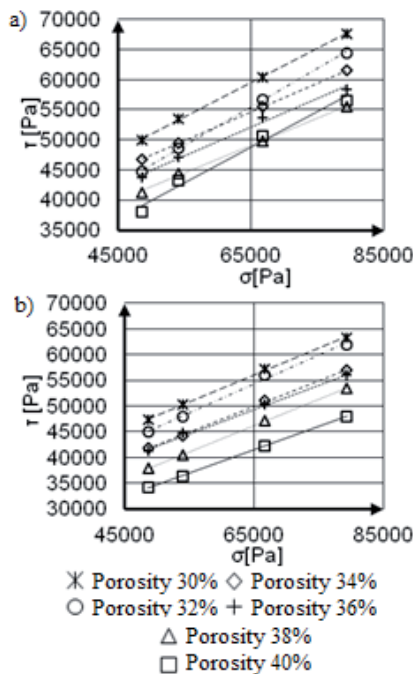 a)
70000
65000
60000
55000
50000
45000
40000
35000
τ [Pa]
45000 65000 85000
σ[Pa]
b)
70000
65000
60000
55000
50000
45000
40000
35000
30000
τ [Pa]
45000 65000 85000
σ[Pa]
Porosity 30% Porosity 34%
Porosity 32% Porosity 36%
Porosity 38%
Porosity 40%